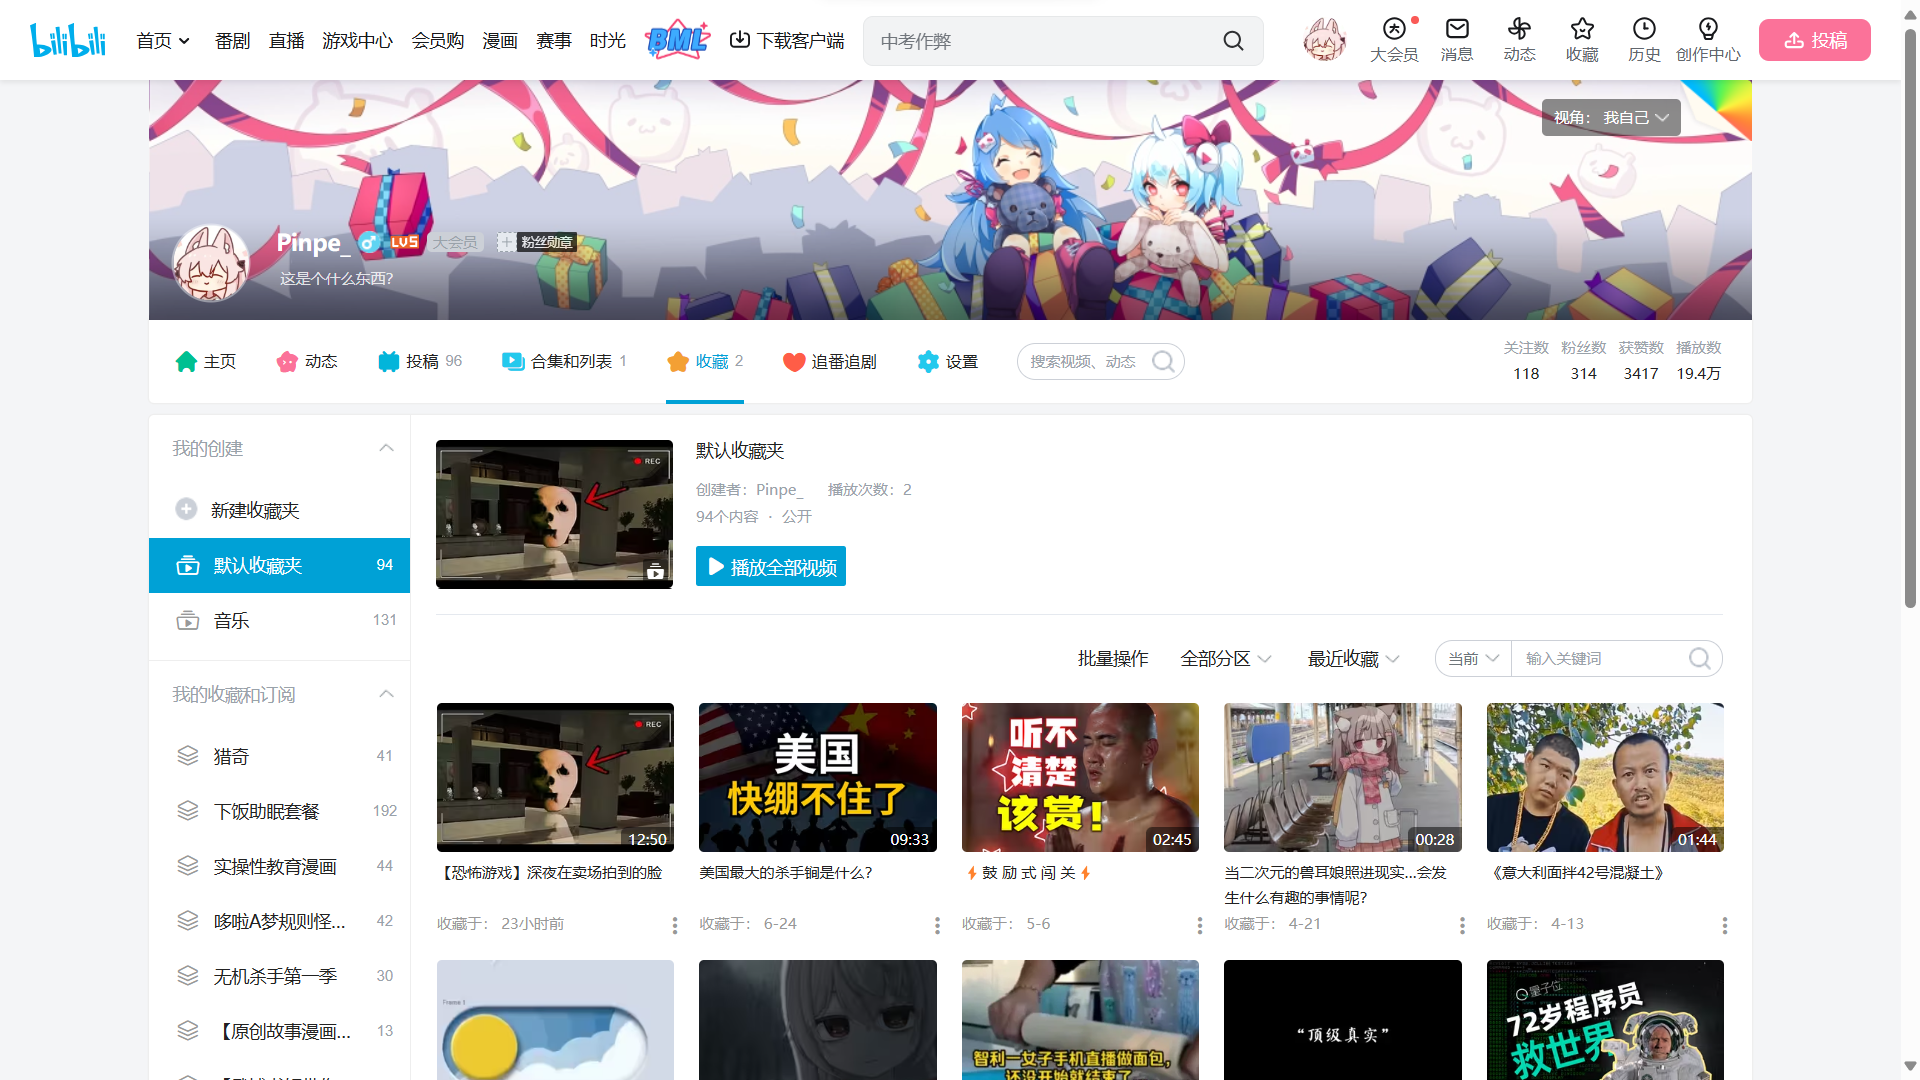 bilibili
首页
番剧
直播
游戏中心
会员购
漫画
赛事
时光
BML
下载客户端
中考作弊
大会员
消息
动态
收藏
历史
创作中心
投稿
视角： 我自己
Pinpe_
LV5
大会员
粉丝勋章
这是个什么东西?
主页
动态
投稿 96
合集和列表 1
收藏 2
追番追剧
设置
搜索视频、动态
关注数 粉丝数 获赞数 播放数
118 314 3417 19.4万
我的创建
新建收藏夹
默认收藏夹 94
音乐 131
我的收藏和订阅
猎奇 41
下饭助眠套餐 192
实操性教育漫画 44
哆啦A梦规则怪... 42
无机杀手第一季 30
【原创故事漫画... 13
REC
默认收藏夹
创建者：Pinpe_ 播放次数：2
94个内容 · 公开
播放全部视频
批量操作
全部分区
最近收藏
当前
输入关键词
REC
12:50
【恐怖游戏】深夜在卖场拍到的脸
收藏于： 23小时前
美国
快绷不住了
09:33
美国最大的杀手锏是什么?
收藏于： 6-24
听不
清楚
该赏!
02:45
鼓励式闯关
收藏于： 5-6
00:28
当二次元的兽耳娘照进现实...会发
生什么有趣的事情呢?
收藏于： 4-21
01:44
《意大利面拌42号混凝土》
收藏于： 4-13
Frame 1
智利一女子手机直播做面包,
还没开始就结束了
“顶级真实”
量子位
72岁程序员
救世界